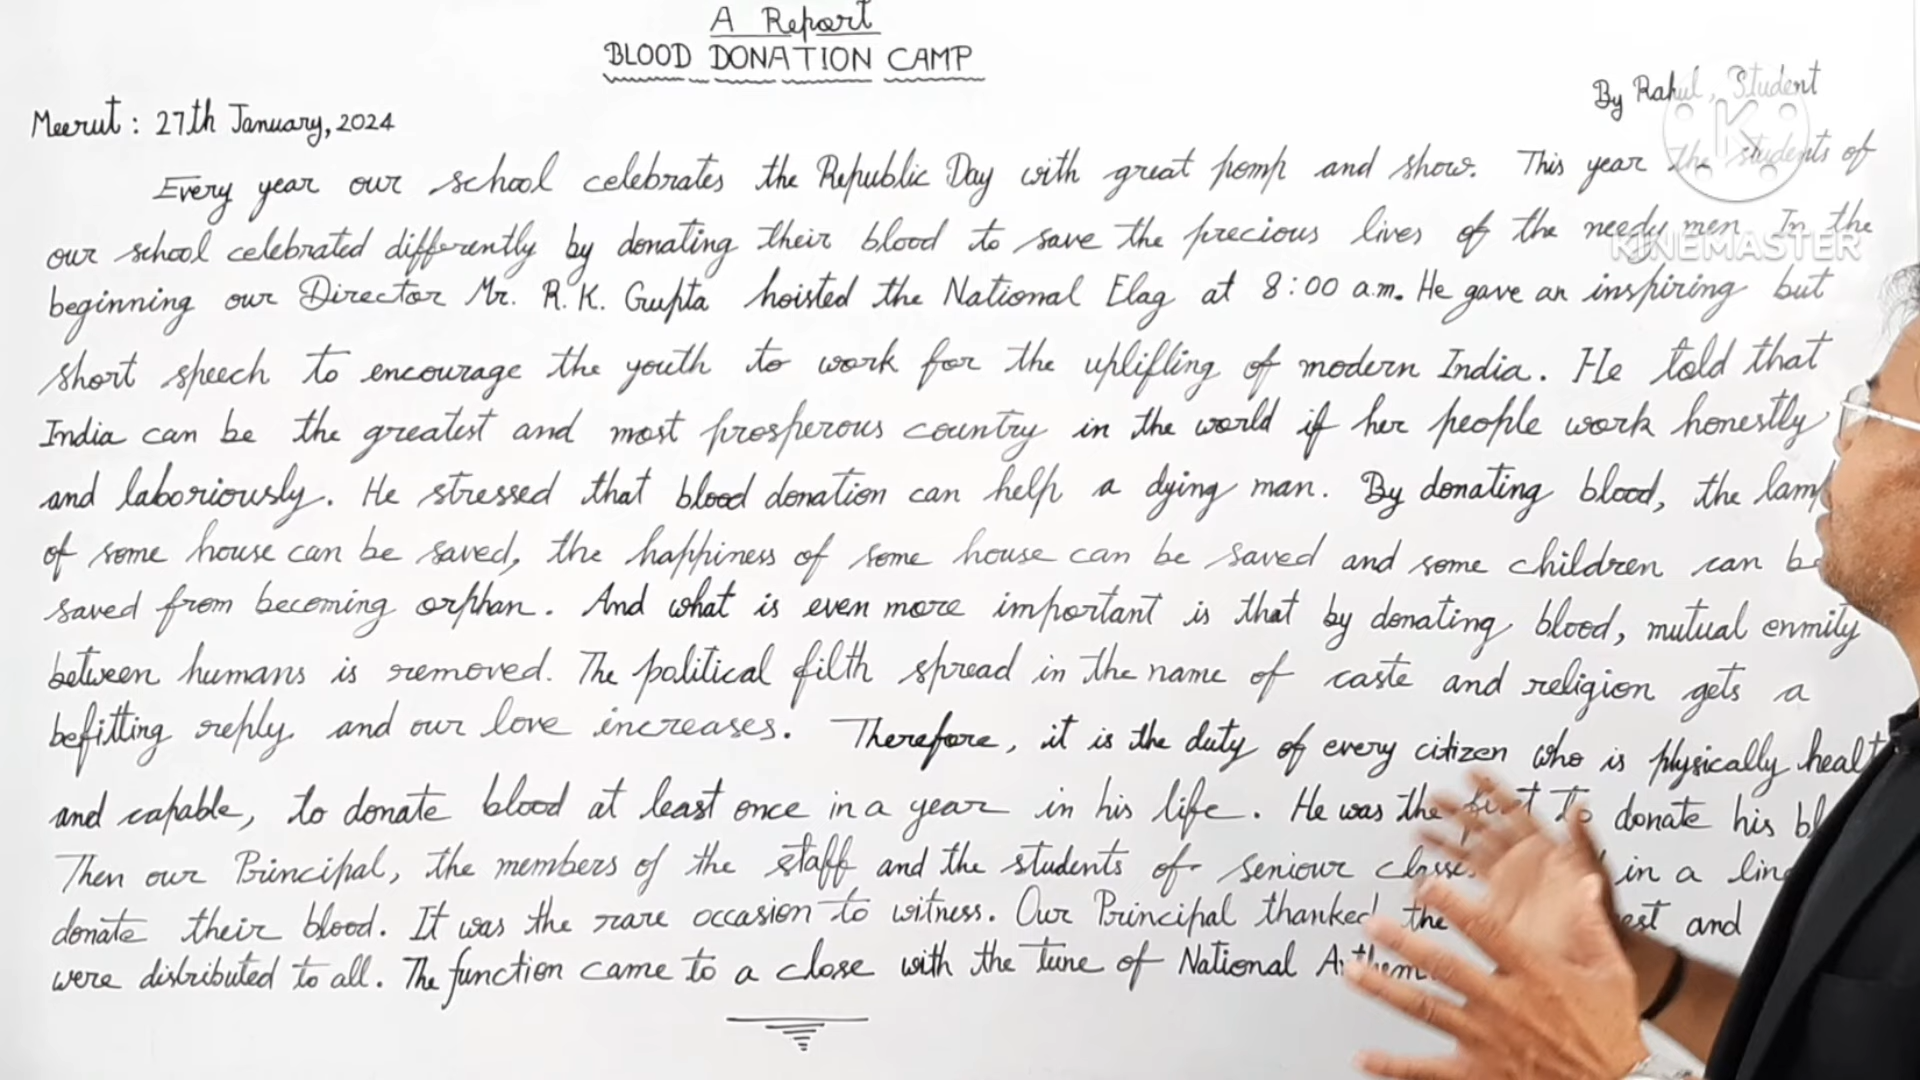 A Report
BLOOD DONATION CAMP
By Rahul, Student
Meerut : 27th January, 2024
Every year our school celebrates the Republic Day with great pomp and show. This year the students of
our school celebrated differently by donating their blood to save the precious lives of the needy men. In the
KINEMASTER
beginning our Director Mr. R.K. Gupta hoisted the National Flag at 8:00 a.m. He gave an inspiring but
short speech to encourage the youth to work for the uplifting of modern India. He told that
India can be the greatest and most prosperous country in the world if her people work honestly
and laboriously. He stressed that blood donation can help a dying man. By donating blood, the lamp
of some house can be saved, the happiness of some house can be saved and some children can be
saved from becoming orphan. And what is even more important is that by donating blood, mutual enmity
between humans is removed. The political filth spread in the name of caste and religion gets a
befitting reply and our love increases. Therefore, it is the duty of every citizen who is physically
and capable, to donate blood at least once in a year in his life. He was the first to donate his
Then our Principal, the members of the staff and the students of seniour in a
donate their blood. It was the rare occasion to witness. Our Principal thanked the and
were distributed to all. The function came to a close with the tune of National Anthem